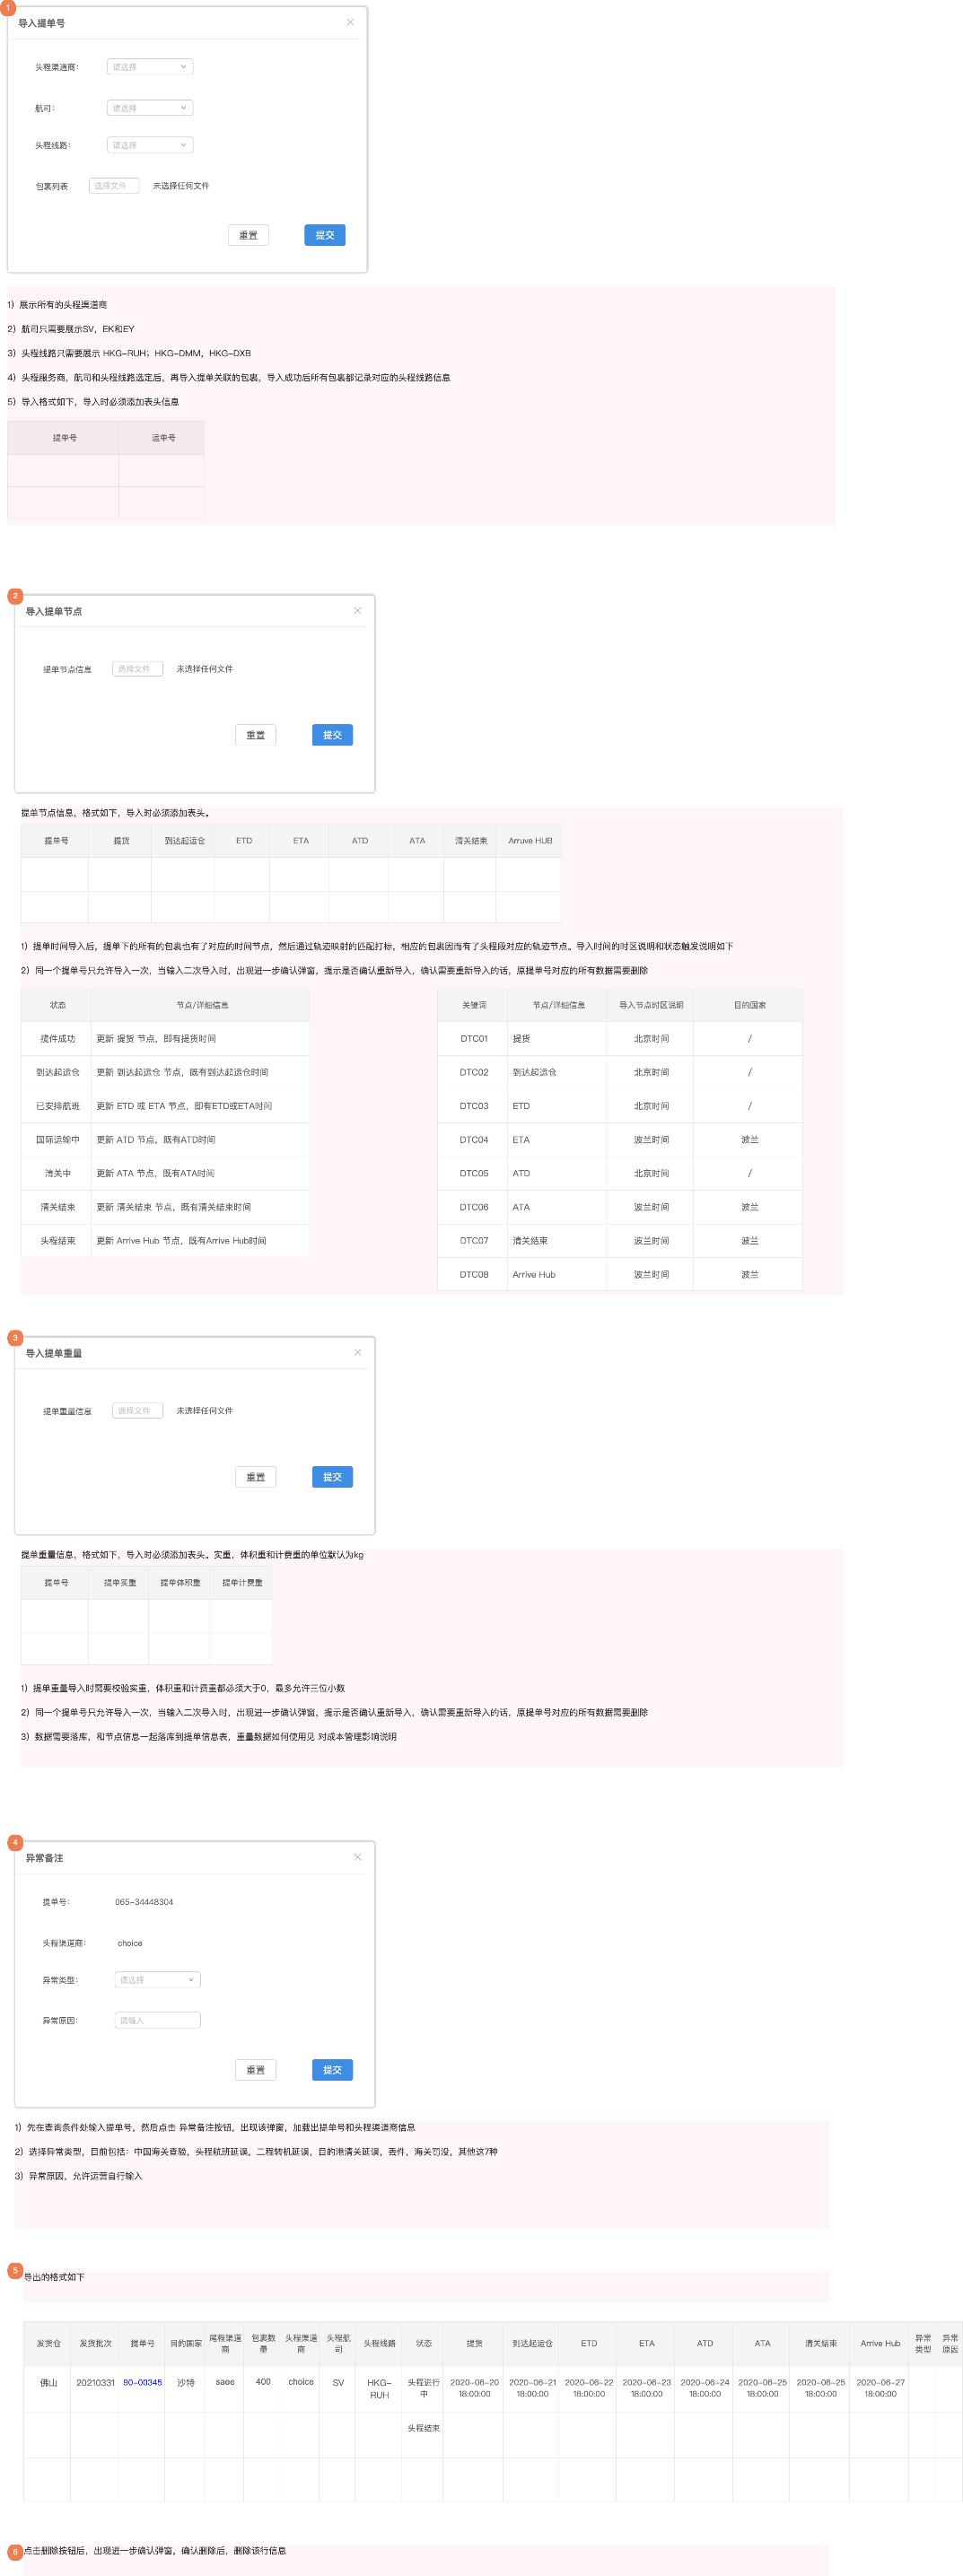 1
导入提单号
头程渠道商： 请选择
航司： 请选择
头程线路： 请选择
包裹列表 选择文件 未选择任何文件
重置 提交
1）展示所有的头程渠道商
2）航司只需要展示SV，EK和EY
3）头程线路只需要展示 HKG-RUH；HKG-DMM，HKG-DXB
4）头程服务商，航司和头程线路选定后，再导入提单关联的包裹，导入成功后所有包裹都记录对应的头程线路信息
5）导入格式如下，导入时必须添加表头信息
提单号 运单号
2
导入提单节点
提单节点信息 选择文件 未选择任何文件
重置 提交
提单节点信息，格式如下，导入时必须添加表头。
提单号 提货 到达起运仓 ETD ETA ATD ATA 清关结束 Arruve HUB
1）提单时间导入后，提单下的所有的包裹也有了对应的时间节点，然后通过轨迹映射的匹配打标，相应的包裹因而有了头程段对应的轨迹节点。导入时间的时区说明和状态触发说明如下
2）同一个提单号只允许导入一次，当输入二次导入时，出现进一步确认弹窗，提示是否确认重新导入，确认需要重新导入的话，原提单号对应的所有数据需要删除
状态 节点/详细信息
揽件成功 更新 提货 节点，即有提货时间
到达起运仓 更新 到达起运仓 节点，既有到达起运仓时间
已安排航班 更新 ETD 或 ETA 节点，即有ETD或ETA时间
国际运输中 更新 ATD 节点，既有ATD时间
清关中 更新 ATA 节点，既有ATA时间
清关结束 更新 清关结束 节点，既有清关结束时间
头程结束 更新 Arrive Hub 节点，既有Arrive Hub时间
关键词 节点/详细信息 导入节点时区说明 目的国家
DTC01 提货 北京时间 /
DTC02 到达起运仓 北京时间 /
DTC03 ETD 北京时间 /
DTC04 ETA 波兰时间 波兰
DTC05 ATD 北京时间 /
DTC06 ATA 波兰时间 波兰
DTC07 清关结束 波兰时间 波兰
DTC08 Arrive Hub 波兰时间 波兰
3
导入提单重量
提单重量信息 选择文件 未选择任何文件
重置 提交
提单重量信息，格式如下，导入时必须添加表头。实重，体积重和计费重的单位默认为kg
提单号 提单实重 提单体积重 提单计费重
1）提单重量导入时需要校验实重，体积重和计费重都必须大于0，最多允许三位小数
2）同一个提单号只允许导入一次，当输入二次导入时，出现进一步确认弹窗，提示是否确认重新导入，确认需要重新导入的话，原提单号对应的所有数据需要删除
3）数据需要落库，和节点信息一起落库到提单信息表，重量数据如何使用见 对成本管理影响说明
4
异常备注
提单号： 065-34448304
头程渠道商： choice
异常类型： 请选择
异常原因： 请输入
重置 提交
1）先在查询条件处输入提单号，然后点击 异常备注按钮，出现该弹窗，加载出提单号和头程渠道商信息
2）选择异常类型，目前包括：中国海关查验，头程航班延误，二程转机延误，目的港清关延误，丢件，海关罚没，其他这7种
3）异常原因，允许运营自行输入
5
导出的格式如下
发货仓 发货批次 提单号 目的国家 尾程渠道商 包裹数量 头程渠道商 头程航司 头程线路 状态 提货 到达起运仓 ETD ETA ATD ATA 清关结束 Arrive Hub 异常类型 异常原因
佛山 20210331 90-00345 沙特 saee 400 choice SV HKG-RUH 头程进行中 2020-06-20 18:00:00 2020-06-21 18:00:00 2020-06-22 18:00:00 2020-06-23 18:00:00 2020-06-24 18:00:00 2020-06-25 18:00:00 2020-06-25 18:00:00 2020-06-27 18:00:00
头程结束
6
点击删除按钮后，出现进一步确认弹窗，确认删除后，删除该行信息